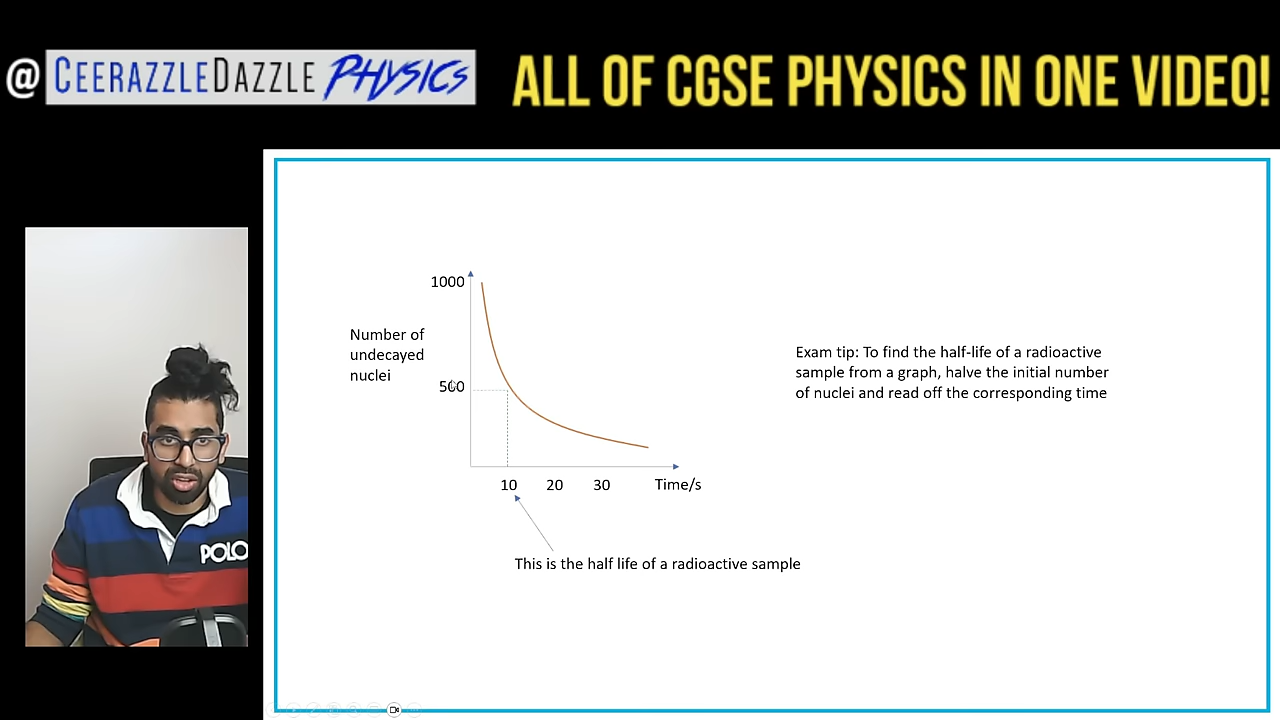 @ CEERAZZLEDAZZLE PHYSICS
ALL OF CGSE PHYSICS IN ONE VIDEO!
1000
Number of
undecayed
nuclei
500
10 20 30 Time/s
This is the half life of a radioactive sample
Exam tip: To find the half-life of a radioactive
sample from a graph, halve the initial number
of nuclei and read off the corresponding time
POLO